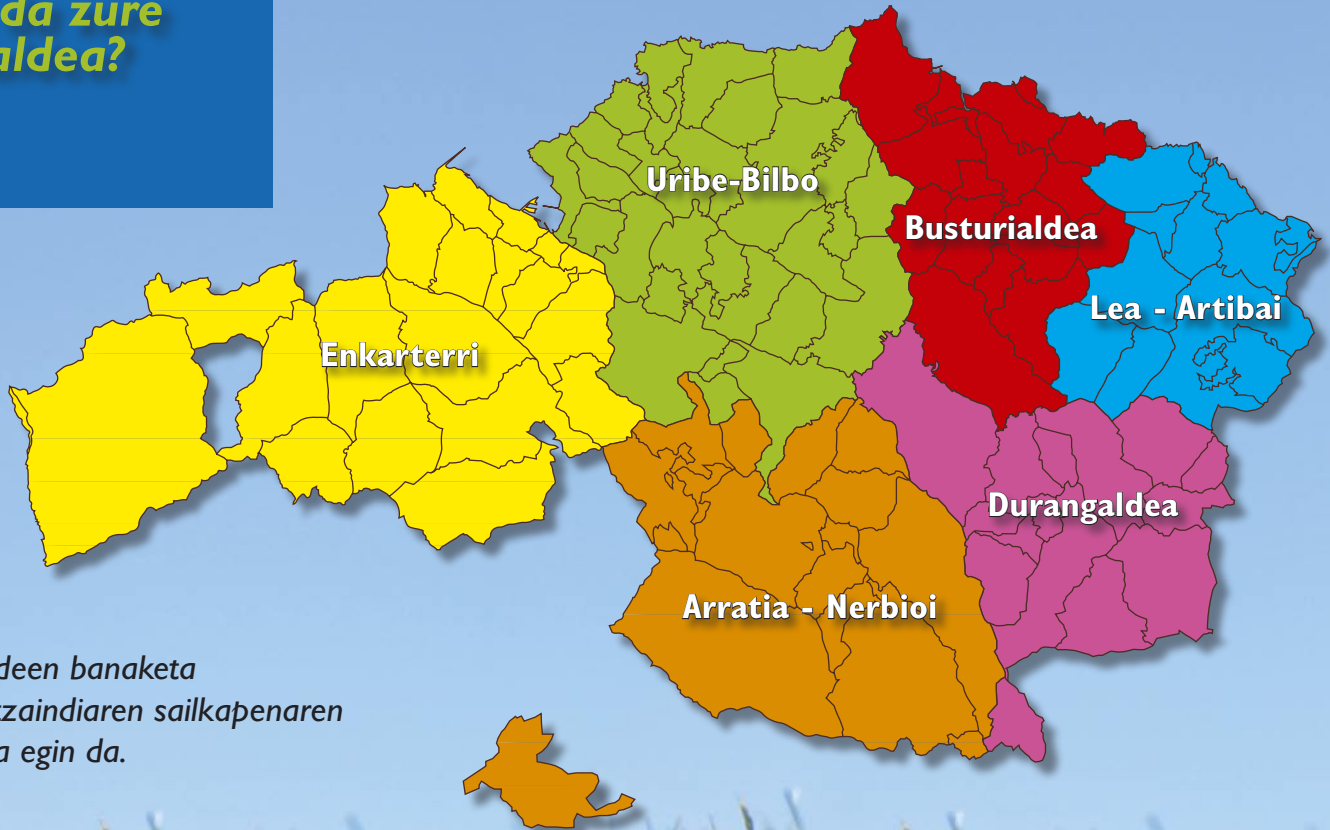 da zure
aldea?
Uribe-Bilbo
Busturialdea
Lea - Artibai
Enkarterri
Durangaldea
Arratia - Nerbioi
deen banaketa
tzaindiaren sailkapenaren
a egin da.